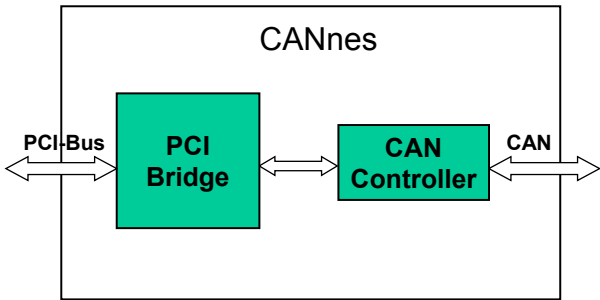 CANnes
PCI-Bus
PCI
Bridge
CAN
Controller
CAN